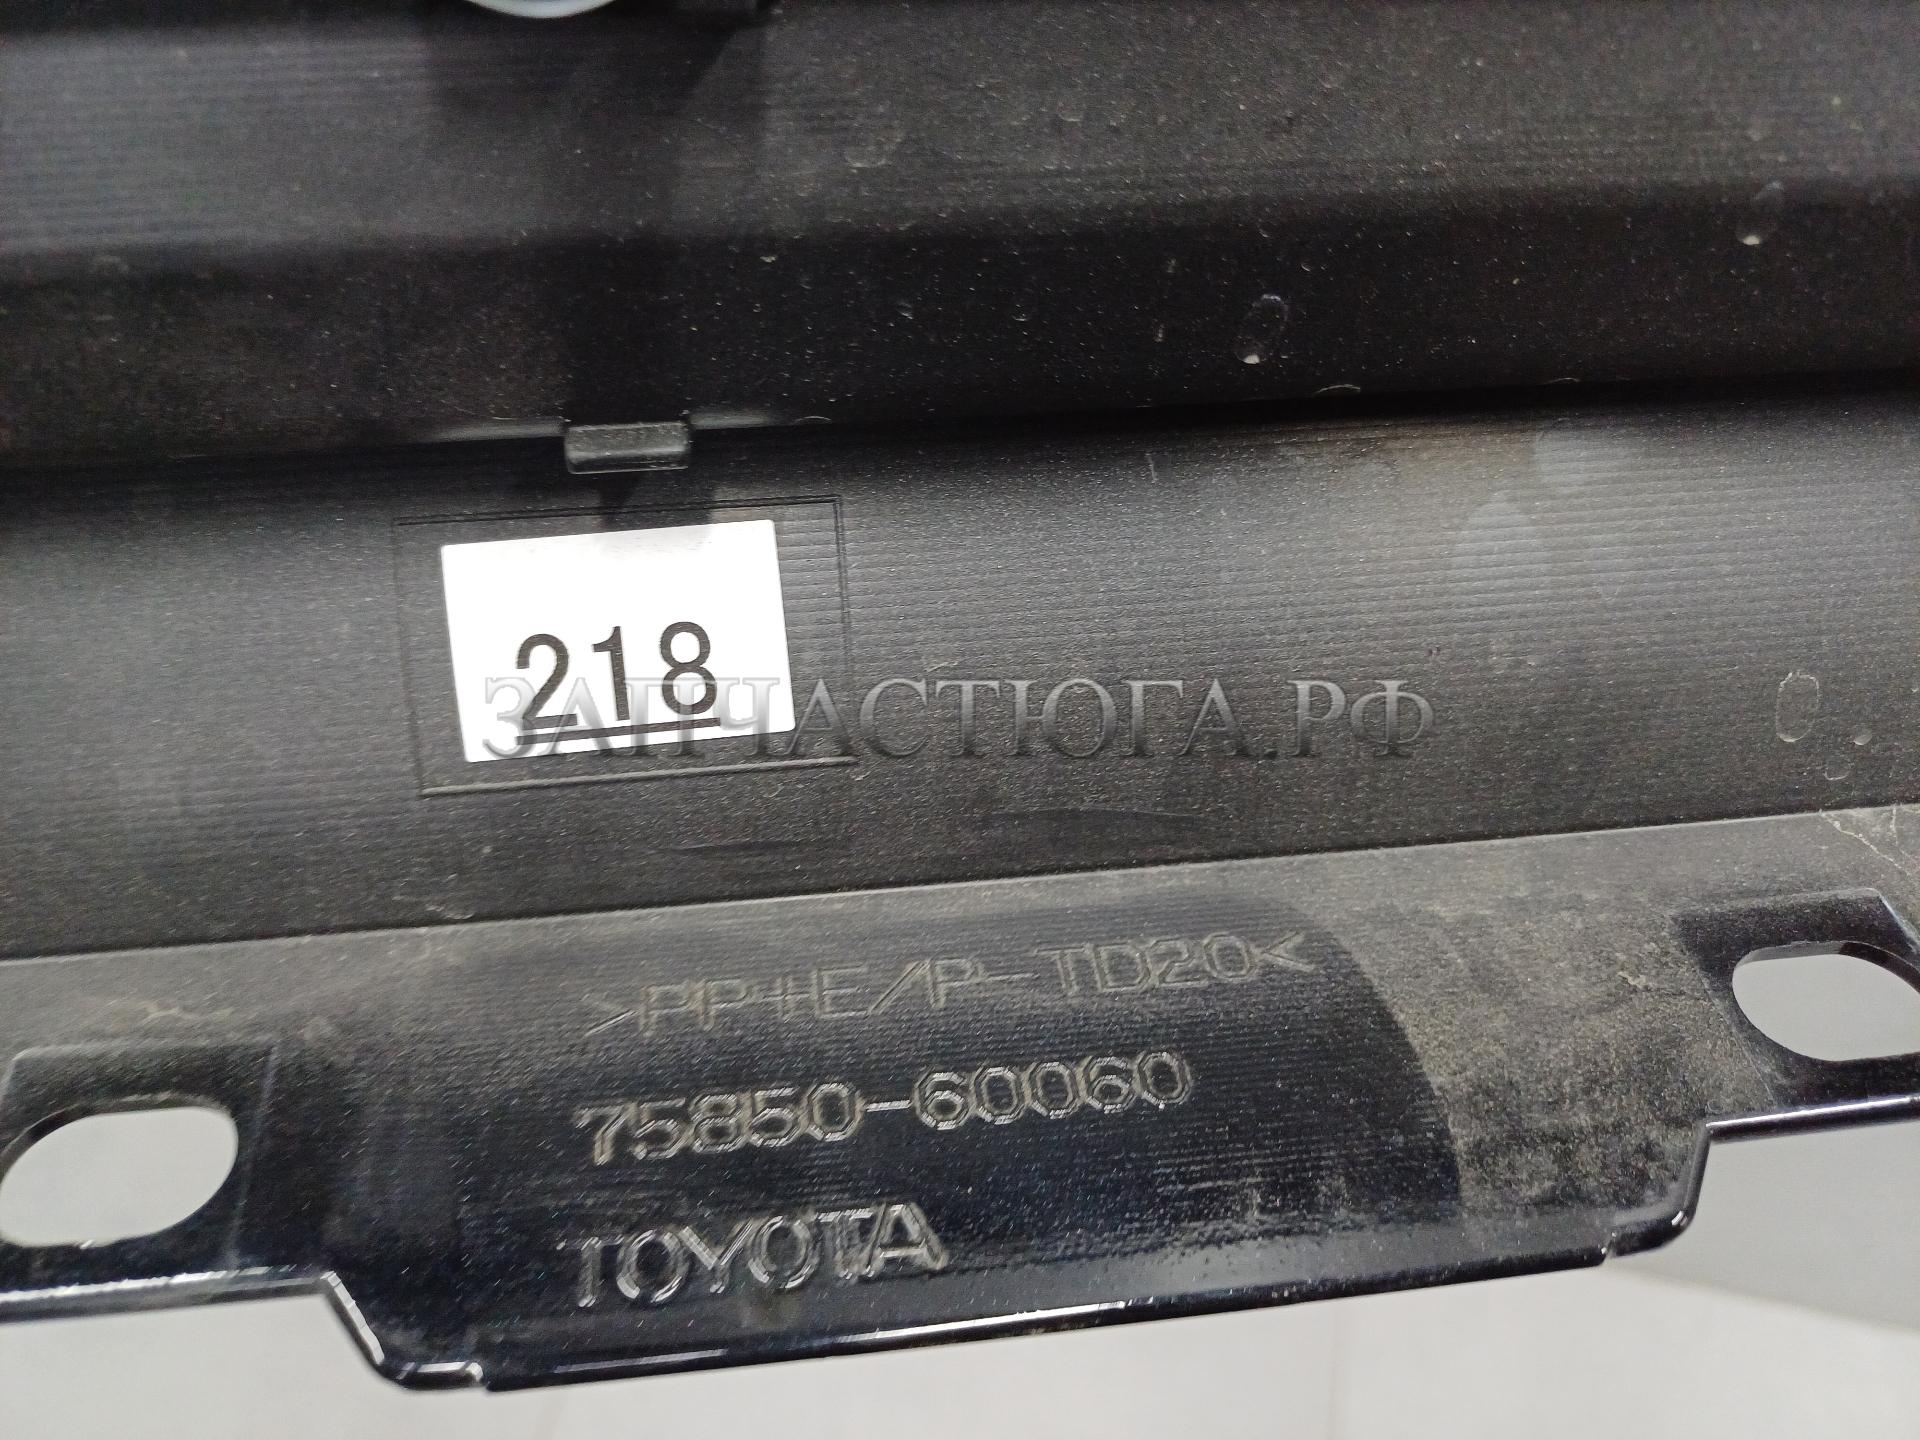 218
ЗАПЧАСТЮГА.РФ
>PP+E/P-TD20<
75850-60060
TOYOTA